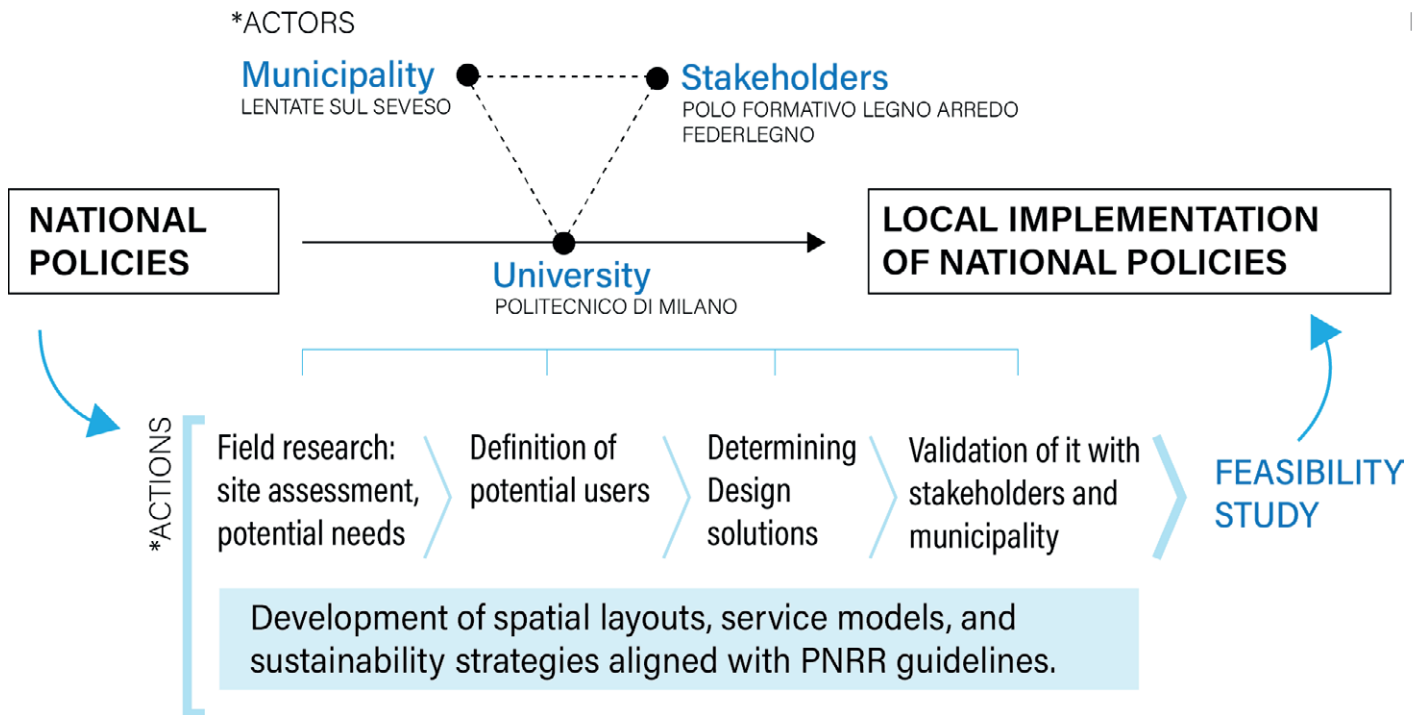 *ACTORS
Municipality
LENTATE SUL SEVESO
Stakeholders
POLO FORMATIVO LEGNO ARREDO
FEDERLEGNO
NATIONAL
POLICIES
LOCAL IMPLEMENTATION
OF NATIONAL POLICIES
University
POLITECNICO DI MILANO
*ACTIONS
Field research:
site assessment,
potential needs
Definition of
potential users
Determining
Design
solutions
Validation of it with
stakeholders and
municipality
FEASIBILITY
STUDY
Development of spatial layouts, service models, and
sustainability strategies aligned with PNRR guidelines.